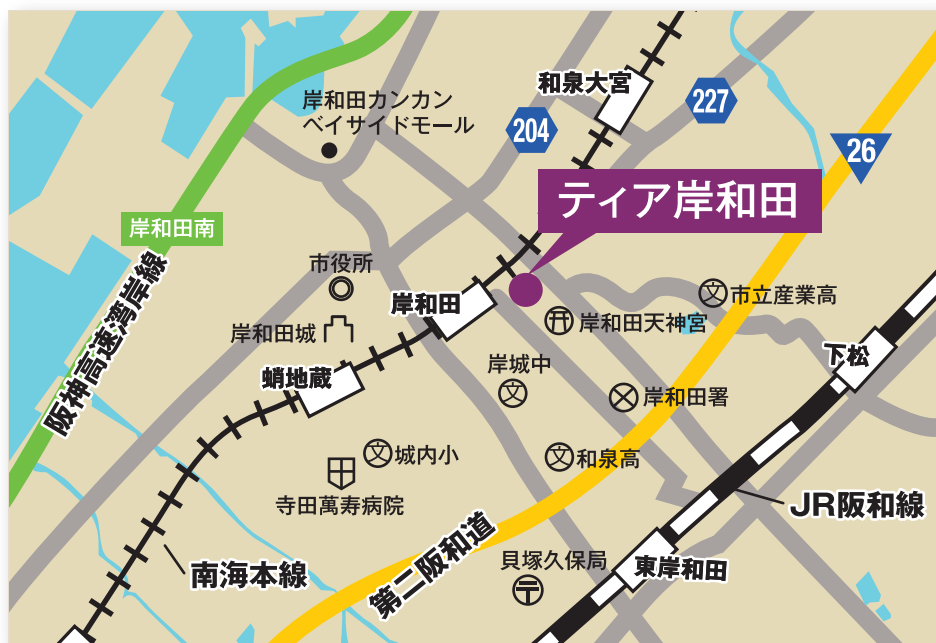 和泉大宮
岸和田カンカン
ベイサイドモール
204
227
26
ティア岸和田
岸和田南
阪神高速湾岸線
市役所
岸和田
岸和田城
蛸地蔵
文
市立産業高
岸和田天神宮
下松
岸城中
文
岸和田署
文
城内小
文
和泉高
寺田萬寿病院
JR阪和線
南海本線
第二阪和道
貝塚久保局
東岸和田